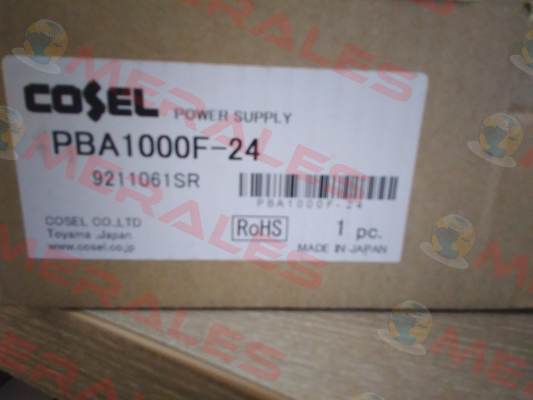 COSEL POWER SUPPLY
PBA1000F-24
9211061SR
PBA1000F-24
COSEL CO.,LTD
Toyama ,Japan
www.cosel.co.jp
RoHS
1 pc.
MADE IN JAPAN
MERALES
MERALES
MERALES